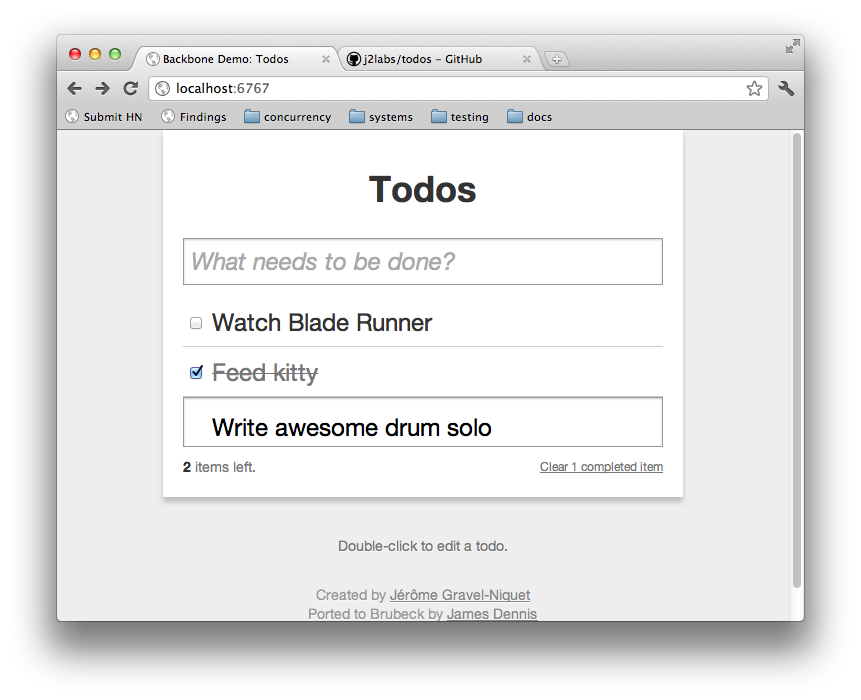 Backbone Demo: Todos
j2labs/todos – GitHub
localhost:6767
Submit HN Findings concurrency systems testing docs
Todos
What needs to be done?
Watch Blade Runner
Feed kitty
Write awesome drum solo
2 items left. Clear 1 completed item
Double-click to edit a todo.
Created by Jérôme Gravel-Niquet
Ported to Brubeck by James Dennis